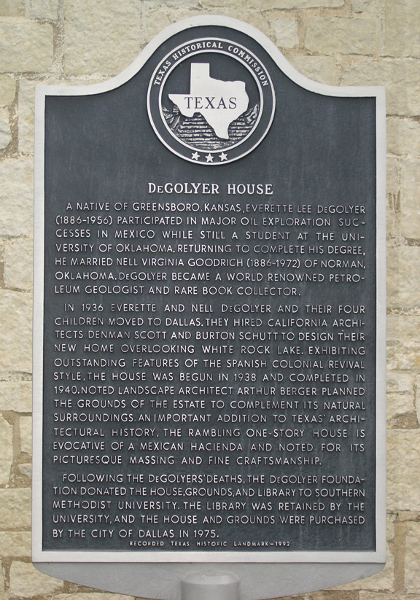 TEXAS HISTORICAL COMMISSION
TEXAS
DEGOLYER HOUSE
A NATIVE OF GREENSBORO, KANSAS, EVERETTE LEE DEGOLYER
(1886-1956) PARTICIPATED IN MAJOR OIL EXPLORATION SUC-
CESSES IN MEXICO WHILE STILL A STUDENT AT THE UNI-
VERSITY OF OKLAHOMA. RETURNING TO COMPLETE HIS DEGREE,
HE MARRIED NELL VIRGINIA GOODRICH (1886-1972) OF NORMAN,
OKLAHOMA. DEGOLYER BECAME A WORLD RENOWNED PETRO-
LEUM GEOLOGIST AND RARE BOOK COLLECTOR.
IN 1936 EVERETTE AND NELL DEGOLYER AND THEIR FOUR
CHILDREN MOVED TO DALLAS. THEY HIRED CALIFORNIA ARCHI-
TECTS DENMAN SCOTT AND BURTON SCHUTT TO DESIGN THEIR
NEW HOME OVERLOOKING WHITE ROCK LAKE. EXHIBITING
OUTSTANDING FEATURES OF THE SPANISH COLONIAL REVIVAL
STYLE, THE HOUSE WAS BEGUN IN 1938 AND COMPLETED IN
1940. NOTED LANDSCAPE ARCHITECT ARTHUR BERGER PLANNED
THE GROUNDS OF THE ESTATE TO COMPLEMENT ITS NATURAL
SURROUNDINGS. AN IMPORTANT ADDITION TO TEXAS' ARCHI-
TECTURAL HISTORY, THE RAMBLING ONE-STORY HOUSE IS
EVOCATIVE OF A MEXICAN HACIENDA AND NOTED FOR ITS
PICTURESQUE MASSING AND FINE CRAFTSMANSHIP.
FOLLOWING THE DEGOLYERS' DEATHS, THE DEGOLYER FOUNDA-
TION DONATED THE HOUSE, GROUNDS, AND LIBRARY TO SOUTHERN
METHODIST UNIVERSITY. THE LIBRARY WAS RETAINED BY THE
UNIVERSITY, AND THE HOUSE AND GROUNDS WERE PURCHASED
BY THE CITY OF DALLAS IN 1975.
RECORDED TEXAS HISTORIC LANDMARK-1992